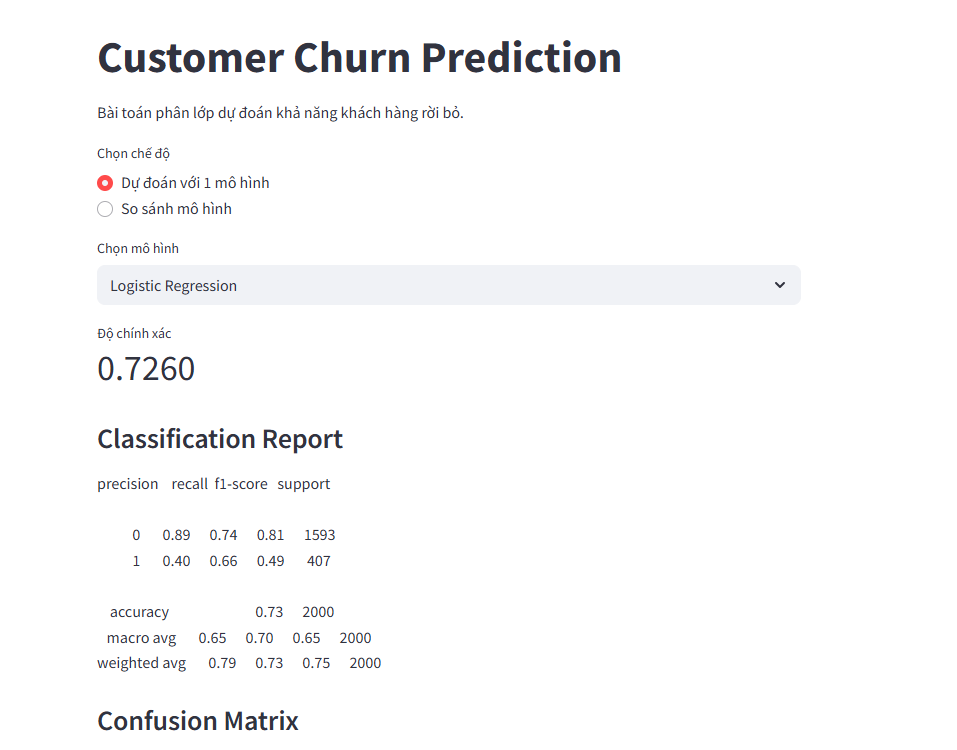 Customer Churn Prediction
Bài toán phân lớp dự đoán khả năng khách hàng rời bỏ.
Chọn chế độ
Dự đoán với 1 mô hình
So sánh mô hình
Chọn mô hình
Logistic Regression
Độ chính xác
0.7260
Classification Report
precision recall f1-score support
0 0.89 0.74 0.81 1593
1 0.40 0.66 0.49 407
accuracy 0.73 2000
macro avg 0.65 0.70 0.65 2000
weighted avg 0.79 0.73 0.75 2000
Confusion Matrix